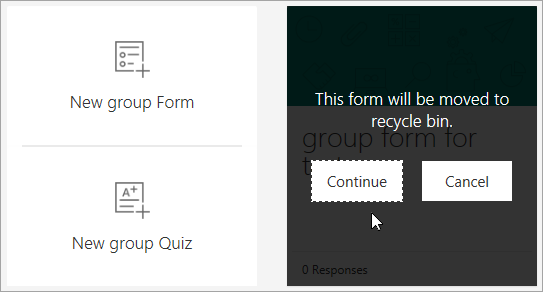 New group Form
A+
New group Quiz
This form will be moved to
recycle bin.
group form for
Continue
Cancel
0 Responses